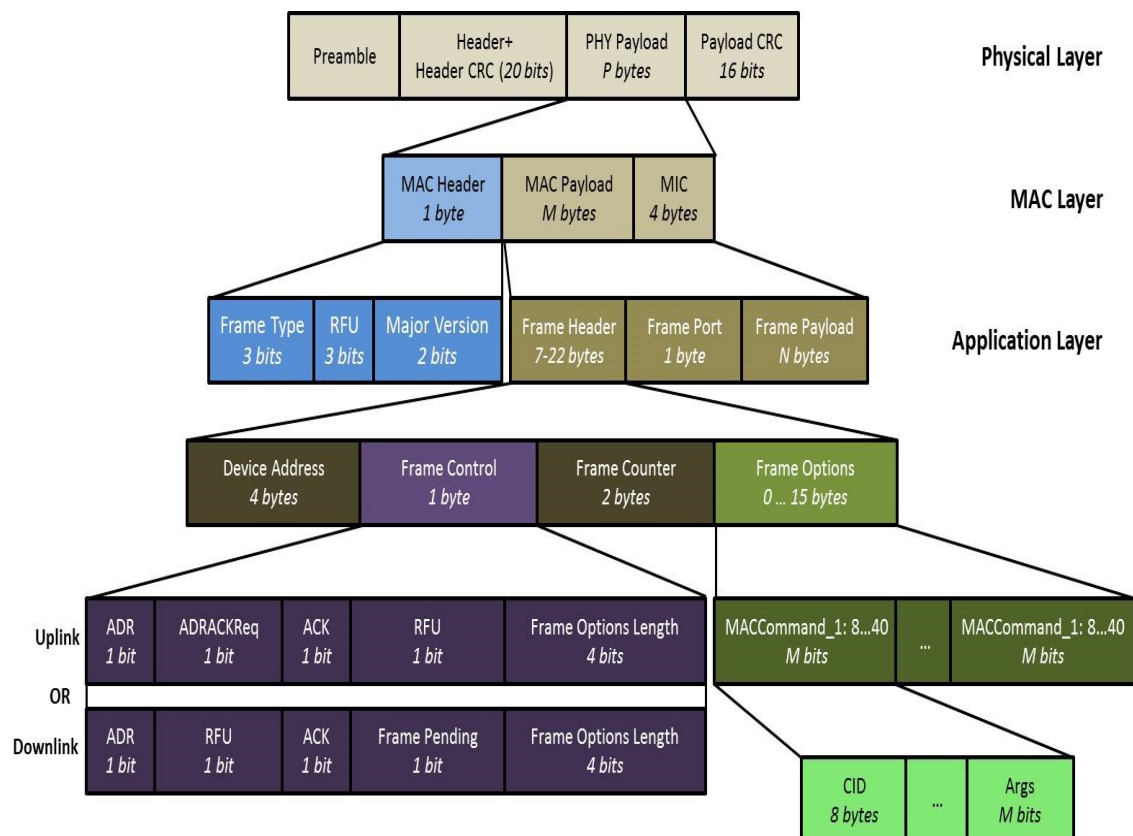 Preamble
Header+
Header CRC (20 bits)
PHY Payload
P bytes
Payload CRC
16 bits
Physical Layer
MAC Header
1 byte
MAC Payload
M bytes
MIC
4 bytes
MAC Layer
Frame Type
3 bits
RFU
3 bits
Major Version
2 bits
Frame Header
7-22 bytes
Frame Port
1 byte
Frame Payload
N bytes
Application Layer
Device Address
4 bytes
Frame Control
1 byte
Frame Counter
2 bytes
Frame Options
0 ... 15 bytes
Uplink
ADR
1 bit
ADRACKReq
1 bit
ACK
1 bit
RFU
1 bit
Frame Options Length
4 bits
MACCommand_1: 8...40
M bits
...
MACCommand_1: 8...40
M bits
OR
Downlink
ADR
1 bit
RFU
1 bit
ACK
1 bit
Frame Pending
1 bit
Frame Options Length
4 bits
CID
8 bytes
...
Args
M bits